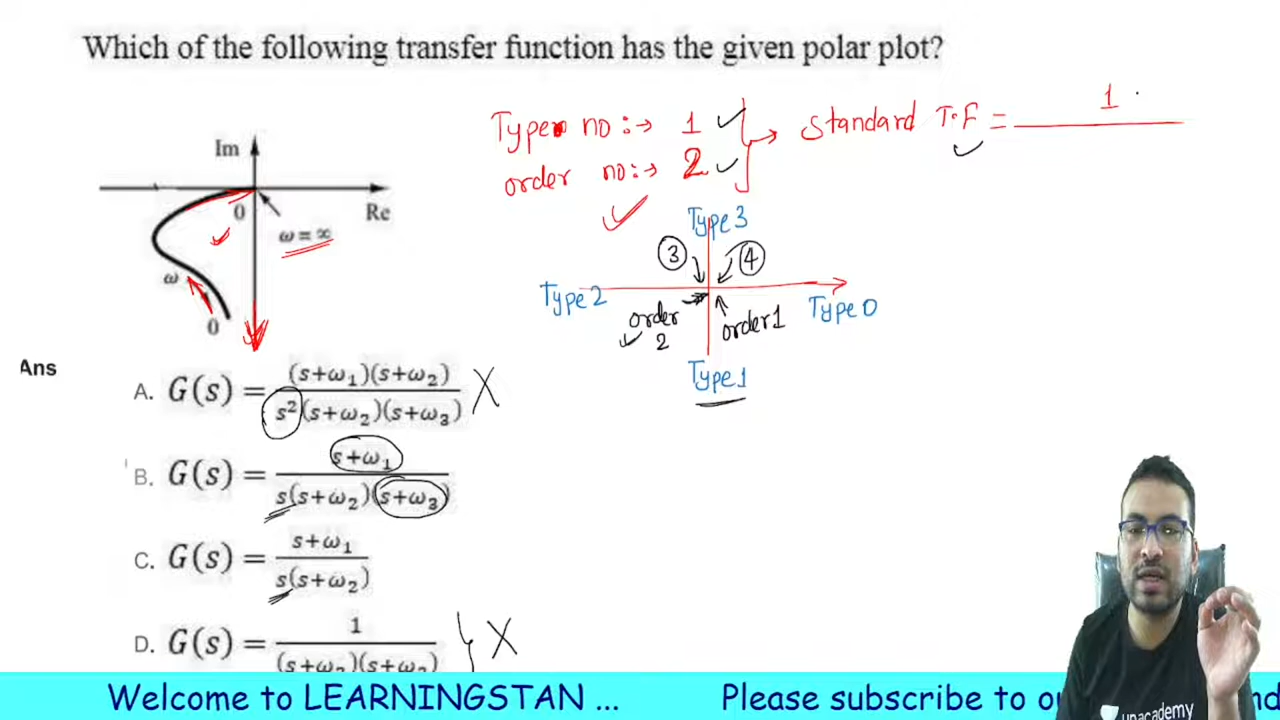 Which of the following transfer function has the given polar plot?
Type no :→ 1 ✓
order no :→ 2 ✓
→ Standard T.F = 1
Im
0
Re
ω = ∞
ω
0
Type 3
3
4
Type 2
Type 0
order 2
order 1
Type 1
Ans
A. G(s) = (s+ω₁)(s+ω₂) / s²(s+ω₂)(s+ω₃) X
B. G(s) = s+ω₁ / s(s+ω₂)(s+ω₃)
C. G(s) = s+ω₁ / s(s+ω₂)
D. G(s) = 1 / (s+ω₂)(s+ω₂) X
Welcome to LEARNINGSTAN ... Please subscribe to
unacademy